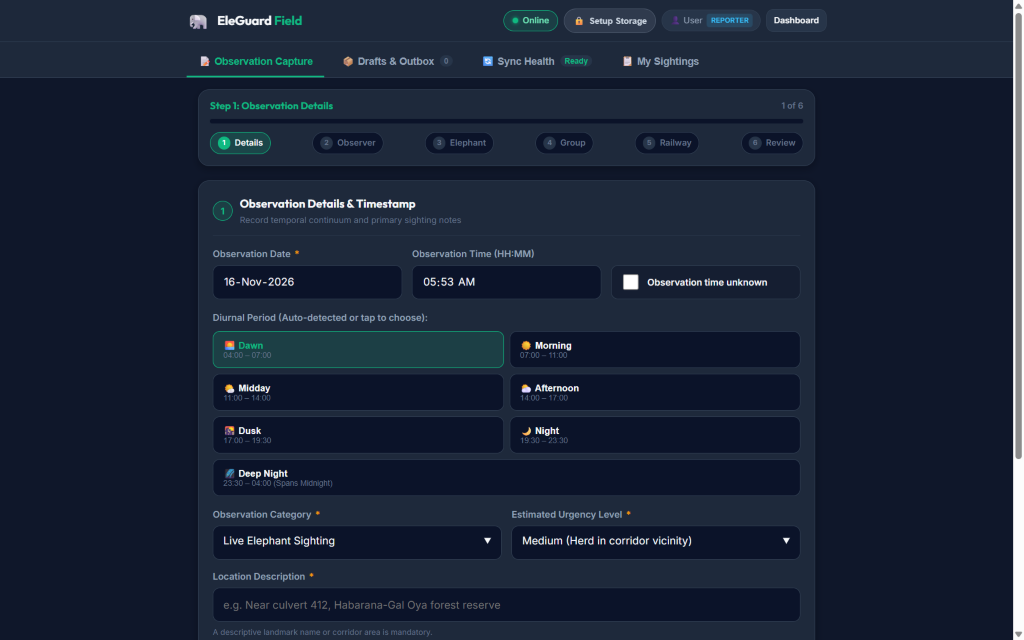 EleGuard Field
Online
Setup Storage
User REPORTER
Dashboard
Observation Capture
Drafts & Outbox 0
Sync Health Ready
My Sightings
Step 1: Observation Details
1 of 6
1 Details
2 Observer
3 Elephant
4 Group
5 Railway
6 Review
1
Observation Details & Timestamp
Record temporal continuum and primary sighting notes
Observation Date *
Observation Time (HH:MM)
16-Nov-2026
05:53 AM
Observation time unknown
Diurnal Period (Auto-detected or tap to choose):
Dawn
04:00 – 07:00
Morning
07:00 – 11:00
Midday
11:00 – 14:00
Afternoon
14:00 – 17:00
Dusk
17:00 – 19:30
Night
19:30 – 23:30
Deep Night
23:30 – 04:00 (Spans Midnight)
Observation Category *
Estimated Urgency Level *
Live Elephant Sighting
Medium (Herd in corridor vicinity)
Location Description *
e.g. Near culvert 412, Habarana-Gal Oya forest reserve
A descriptive landmark name or corridor area is mandatory.